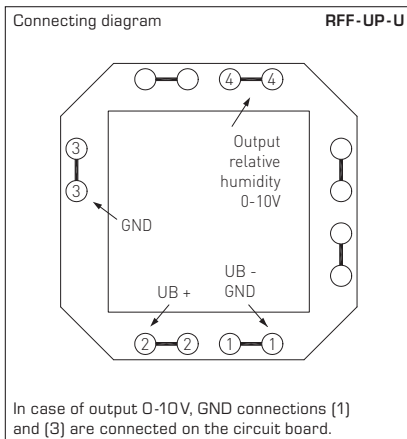 Connecting diagram RFF-UP-U
4 4
Output
relative
humidity
0-10V
3
3
GND
UB -
GND
UB +
2 2 1 1
In case of output 0-10V, GND connections (1)
and (3) are connected on the circuit board.